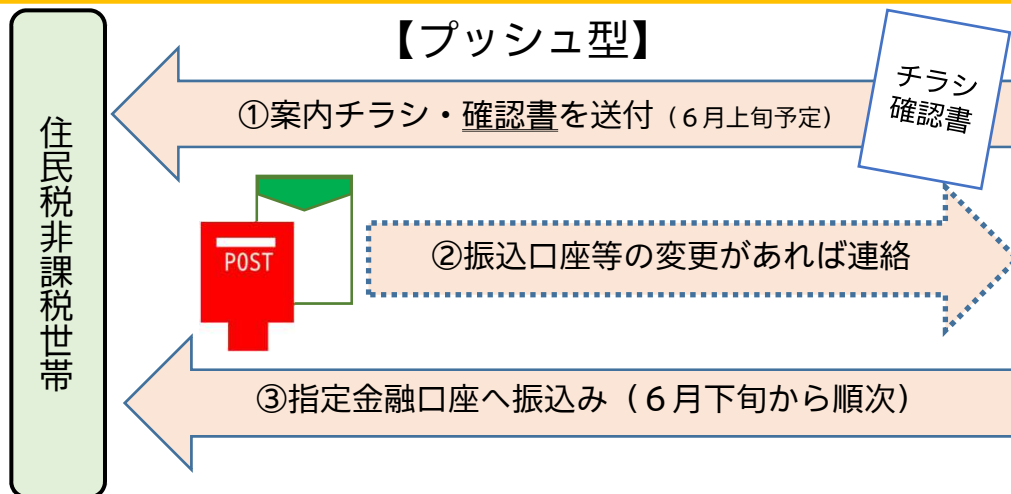 【プッシュ型】
チラシ
確認書
①案内チラシ・確認書を送付（６月上旬予定）
住民税非課税世帯
POST
②振込口座等の変更があれば連絡
③指定金融口座へ振込み（６月下旬から順次）